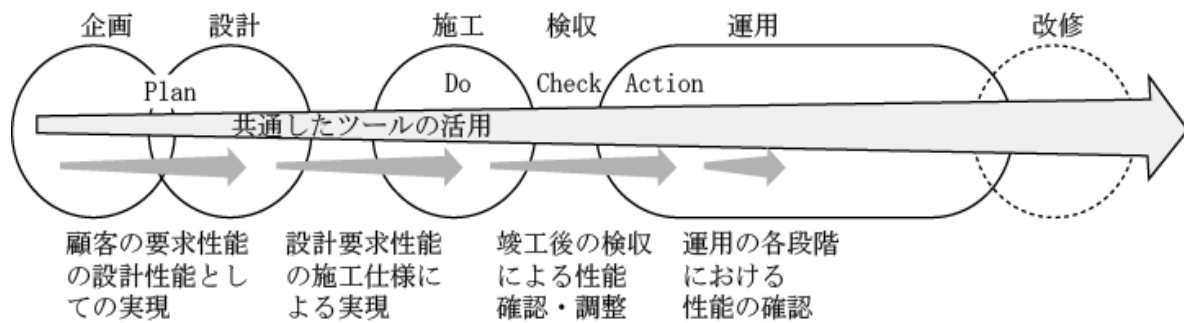 企画 設計 施工 検収 運用 改修
Plan Do Check Action
共通したツールの活用
顧客の要求性能
の設計性能とし
ての実現
設計要求性能
の施工仕様に
よる実現
竣工後の検収
による性能
確認・調整
運用の各段階
における
性能の確認